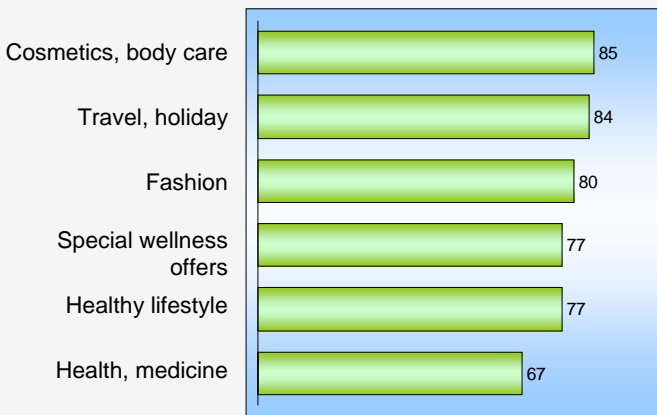 Cosmetics, body care 85
Travel, holiday 84
Fashion 80
Special wellness
offers 77
Healthy lifestyle 77
Health, medicine 67